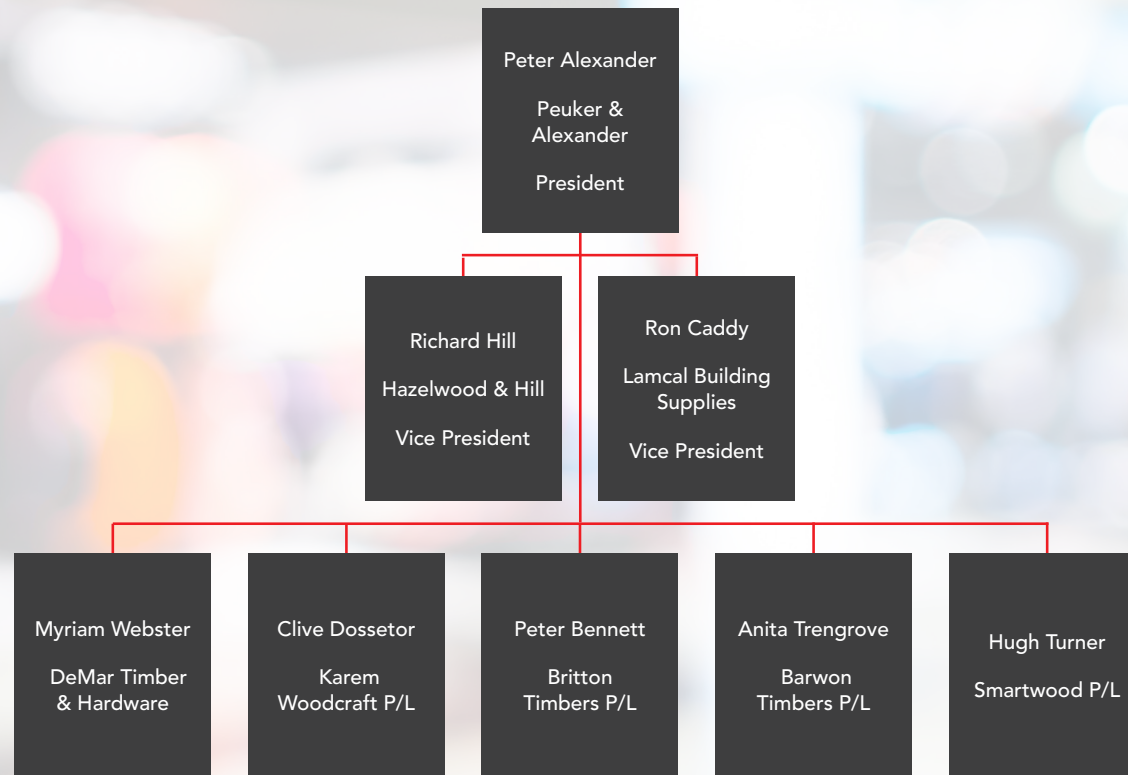 Peter Alexander
Peuker &
Alexander
President
Richard Hill
Hazelwood & Hill
Vice President
Ron Caddy
Lamcal Building
Supplies
Vice President
Myriam Webster
DeMar Timber
& Hardware
Clive Dossetor
Karem
Woodcraft P/L
Peter Bennett
Britton
Timbers P/L
Anita Trengrove
Barwon
Timbers P/L
Hugh Turner
Smartwood P/L